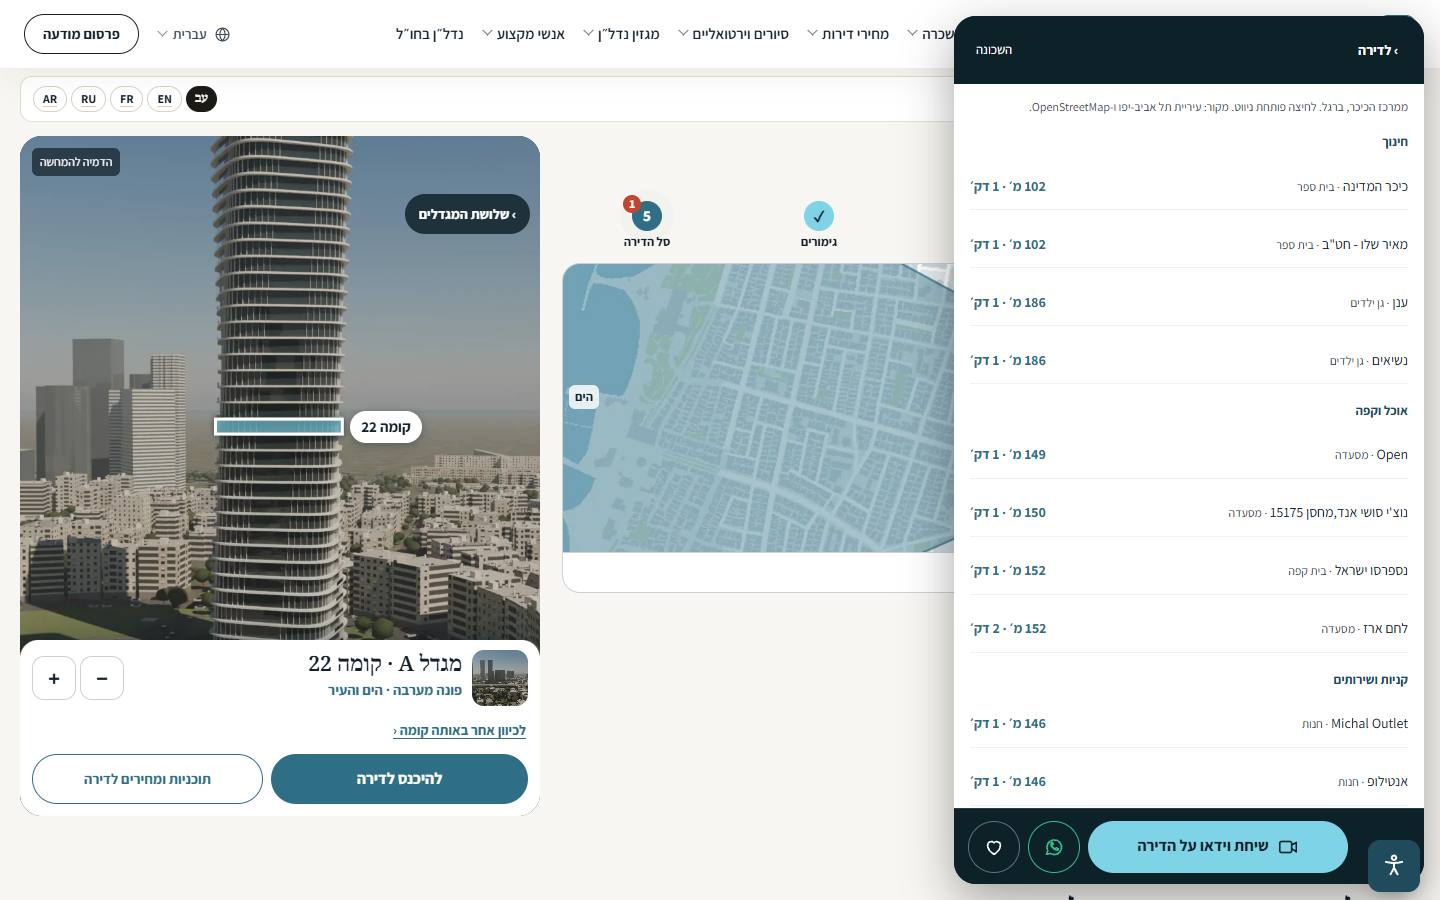 שכרה
מחירי דירות
סיורים וירטואליים
מגזין נדל״ן
אנשי מקצוע
נדל״ן בחו״ל
עברית
פרסום מודעה
עב
EN
FR
RU
AR
‹ לדירה
השכונה
ממרכז הכיכר, ברגל. לחיצה פותחת ניווט. מקור: עיריית תל אביב-יפו ו-OpenStreetMap.
חינוך
כיכר המדינה · בית ספר
102 מ׳ · 1 דק׳
מאיר שלו - חט"ב · בית ספר
102 מ׳ · 1 דק׳
ענן · גן ילדים
186 מ׳ · 1 דק׳
נשיאים · גן ילדים
186 מ׳ · 1 דק׳
אוכל וקפה
Open · מסעדה
149 מ׳ · 1 דק׳
נוצ'י סושי אנד,מחסן 15175 · מסעדה
150 מ׳ · 1 דק׳
נספרסו ישראל · בית קפה
152 מ׳ · 1 דק׳
לחם ארז · מסעדה
152 מ׳ · 2 דק׳
קניות ושירותים
Michal Outlet · חנות
146 מ׳ · 1 דק׳
אנטילופ · חנות
146 מ׳ · 1 דק׳
שיחת וידאו על הדירה
גימורים
5
1
סל הדירה
הים
הדמיה להמחשה
‹ שלושת המגדלים
קומה 22
מגדל A · קומה 22
פונה מערבה · הים והעיר
לכיוון אחר באותה קומה ‹
להיכנס לדירה
תוכניות ומחירים לדירה